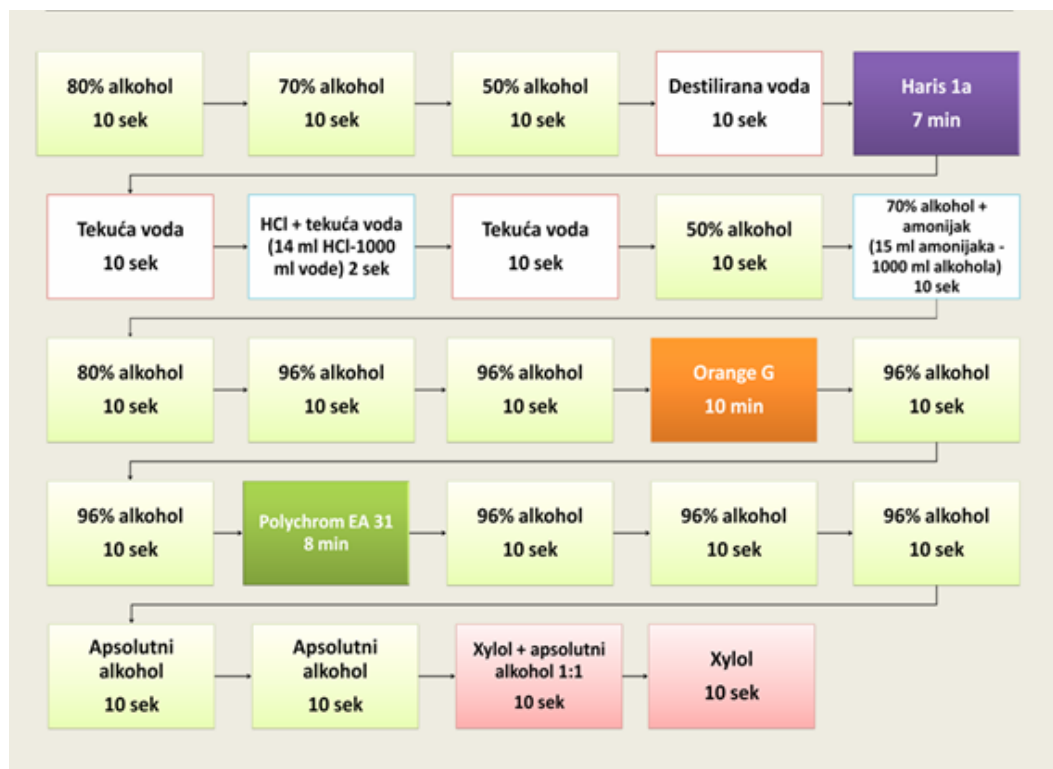 80% alkohol
10 sek
70% alkohol
10 sek
50% alkohol
10 sek
Destilirana voda
10 sek
Haris 1a
7 min
Tekuća voda
10 sek
HCl + tekuća voda
(14 ml HCl-1000
ml vode) 2 sek
Tekuća voda
10 sek
50% alkohol
10 sek
70% alkohol +
amonijak
(15 ml amonijaka -
1000 ml alkohola)
10 sek
80% alkohol
10 sek
96% alkohol
10 sek
96% alkohol
10 sek
Orange G
10 min
96% alkohol
10 sek
96% alkohol
10 sek
Polychrom EA 31
8 min
96% alkohol
10 sek
96% alkohol
10 sek
96% alkohol
10 sek
Apsolutni
alkohol
10 sek
Apsolutni
alkohol
10 sek
Xylol + apsolutni
alkohol 1:1
10 sek
Xylol
10 sek